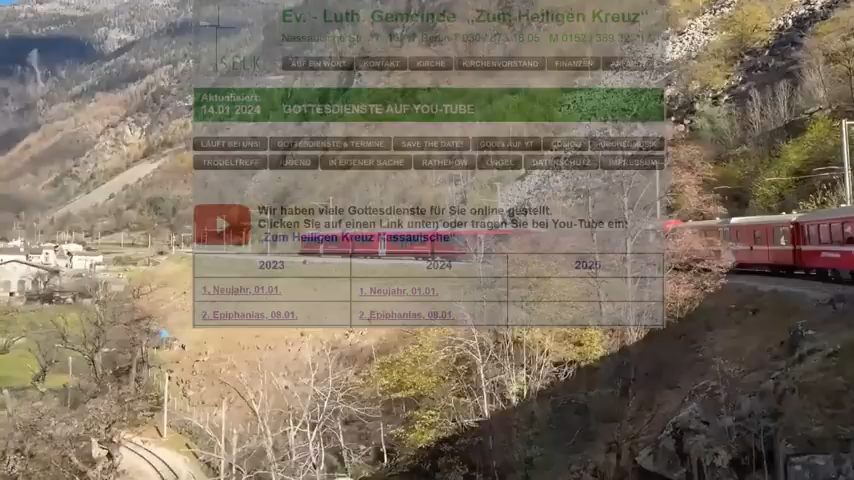 Ev. - Luth. Gemeinde „Zum Heiligen Kreuz“
SELK
AUF EIN WORT KONTAKT KIRCHE KIRCHENVORSTAND FINANZEN
Aktualisiert:
14.01.2024 GOTTESDIENSTE AUF YOU-TUBE
LÄUFT BEI UNS! GOTTESDIENSTE & TERMINE SAVE THE DATE! GODI'S AUF YT KIRCHENMUSIK
TRÖDELTREFF JUGEND IN EIGENER SACHE RATHENOW ENGEL DATENSCHUTZ IMPRESSUM
Wir haben viele Gottesdienste für Sie online gestellt.
Clicken Sie auf einen Link unten oder tragen Sie bei You-Tube ein:
„Zum Heiligen Kreuz Nassauische“
2023 2024 2025
1. Neujahr, 01.01. 1. Neujahr, 01.01.
2. Epiphanias, 08.01. 2. Epiphanias, 08.01.